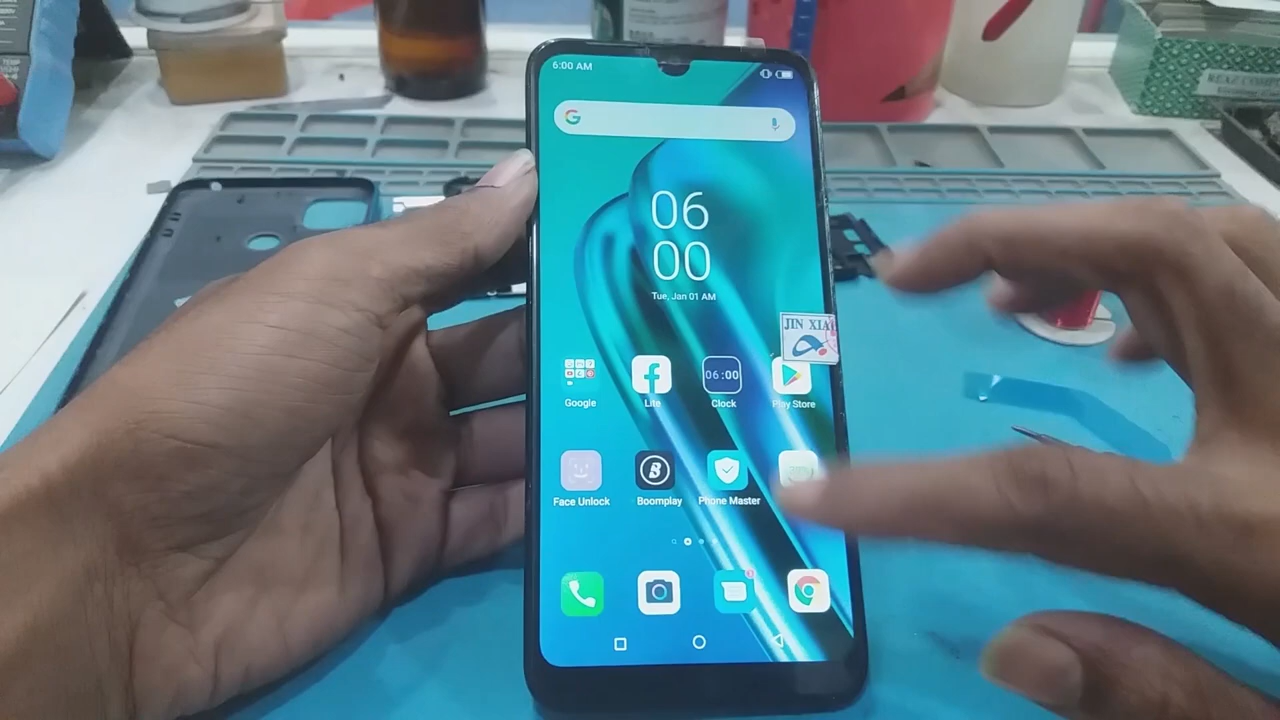 6:00 AM
G
06
00
Tue, Jan 01 AM
JIN XIA
06:00
Google
Lite
Clock
Play Store
Face Unlock
Boomplay
Phone Master